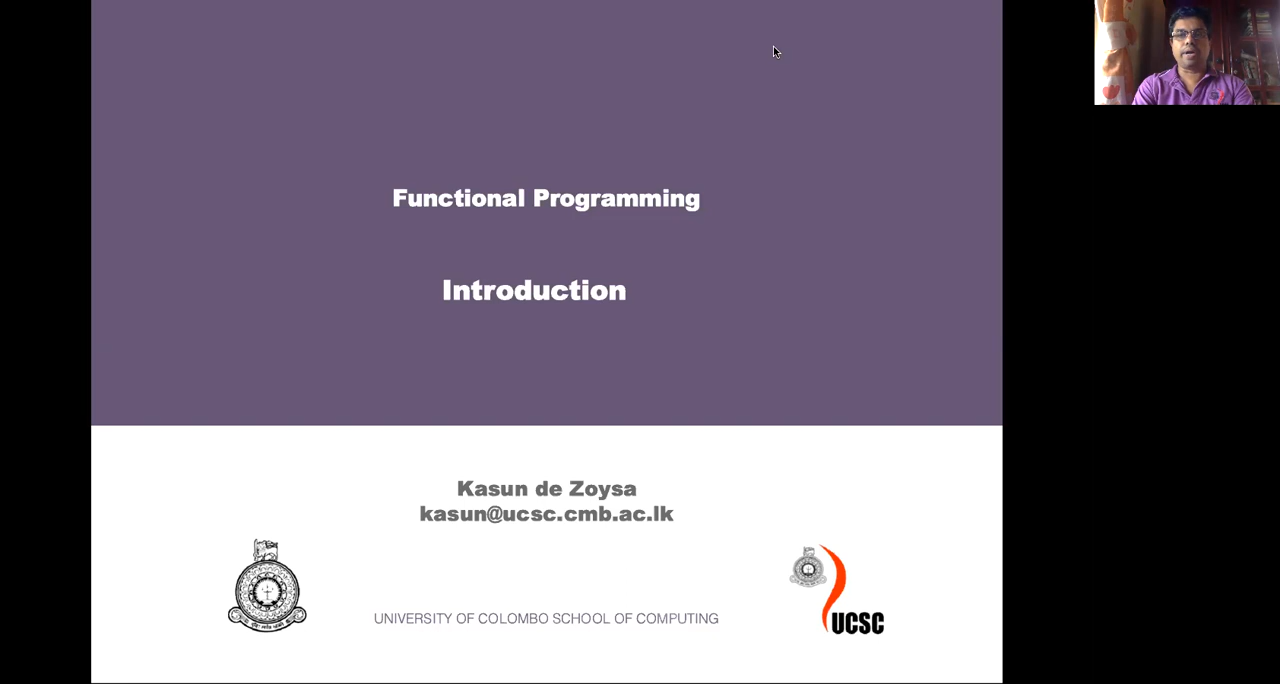 Functional Programming
Introduction
Kasun de Zoysa
kasun@ucsc.cmb.ac.lk
UNIVERSITY OF COLOMBO SCHOOL OF COMPUTING
UCSC